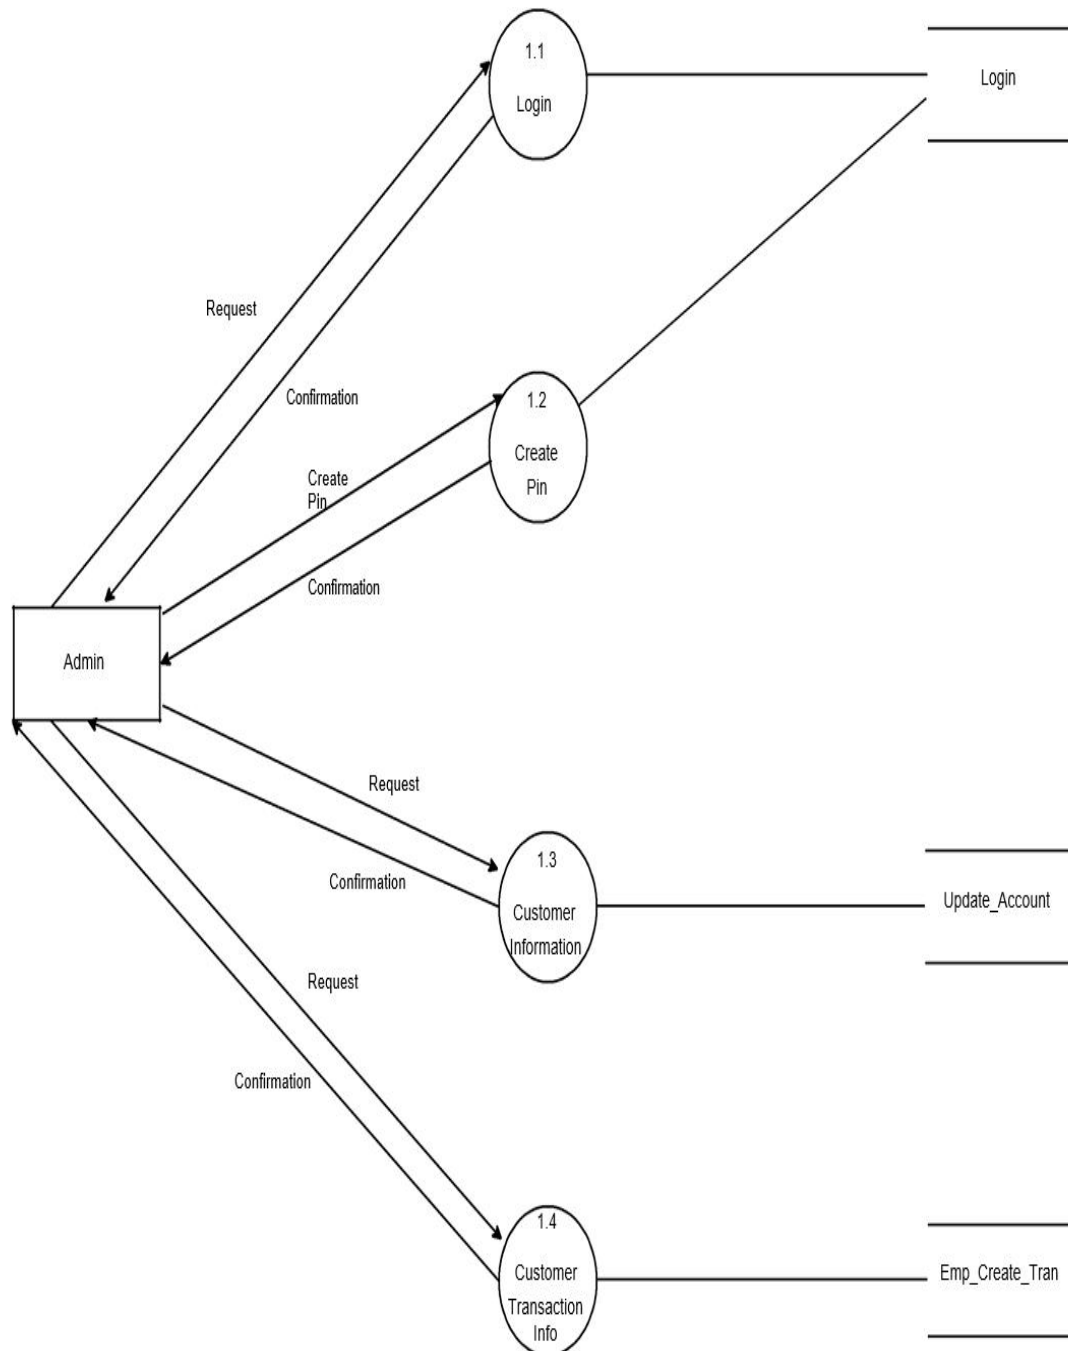 1.1
Login
Login
Request
Confirmation
1.2
Create
Pin
Create
Pin
Confirmation
Admin
Request
Confirmation
1.3
Customer
Information
Update_Account
Request
Confirmation
1.4
Customer
Transaction
Info
Emp_Create_Tran